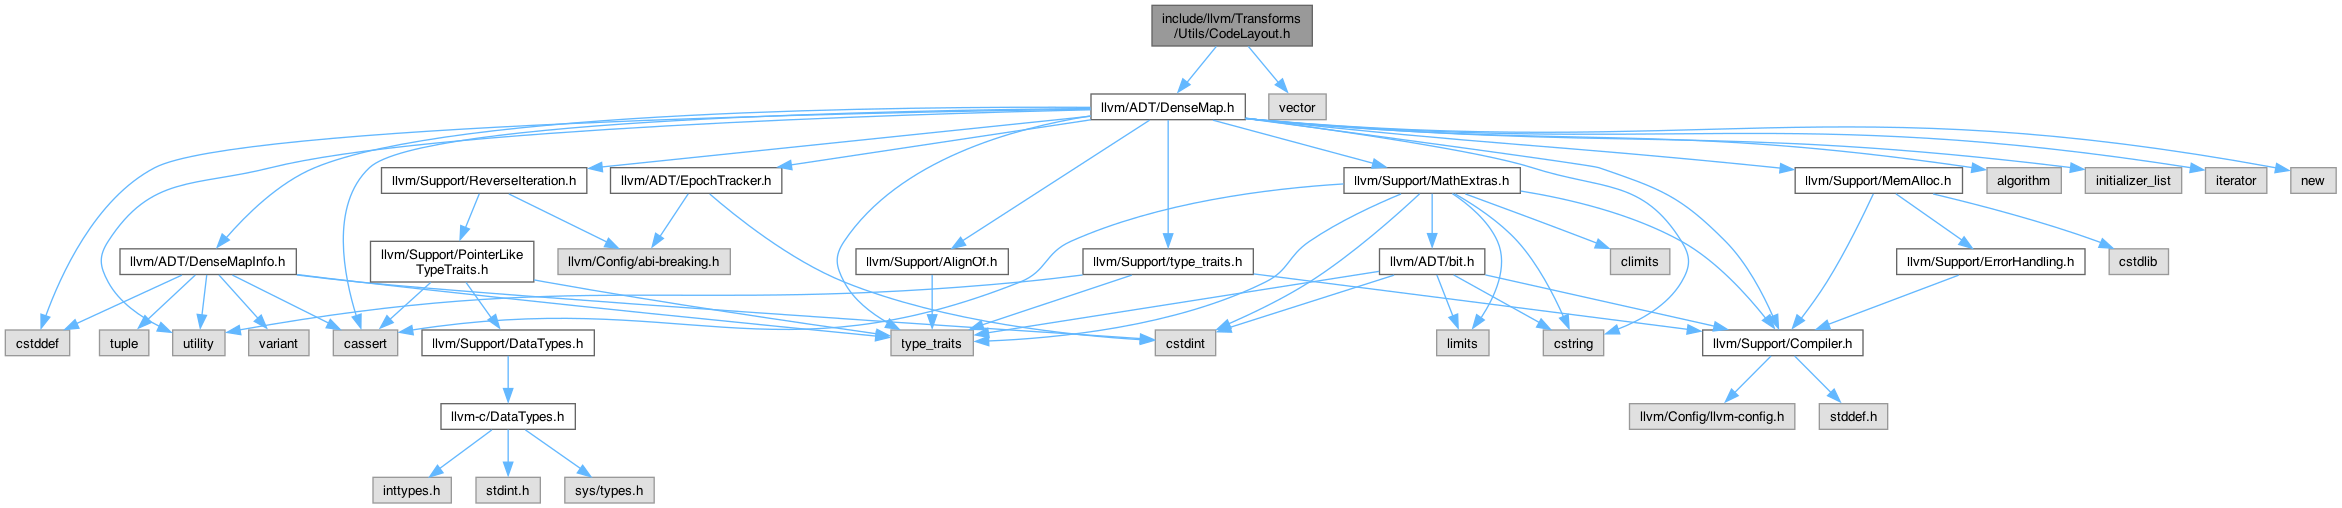 include/llvm/Transforms
/Utils/CodeLayout.h
llvm/ADT/DenseMap.h
vector
llvm/Support/ReverseIteration.h
llvm/ADT/EpochTracker.h
llvm/Support/MathExtras.h
llvm/Support/MemAlloc.h
algorithm
initializer_list
iterator
new
llvm/ADT/DenseMapInfo.h
llvm/Support/PointerLike
TypeTraits.h
llvm/Config/abi-breaking.h
llvm/Support/AlignOf.h
llvm/Support/type_traits.h
llvm/ADT/bit.h
climits
llvm/Support/ErrorHandling.h
cstdlib
cstddef
tuple
utility
variant
cassert
llvm/Support/DataTypes.h
type_traits
cstdint
limits
cstring
llvm/Support/Compiler.h
llvm-c/DataTypes.h
llvm/Config/llvm-config.h
stddef.h
inttypes.h
stdint.h
sys/types.h